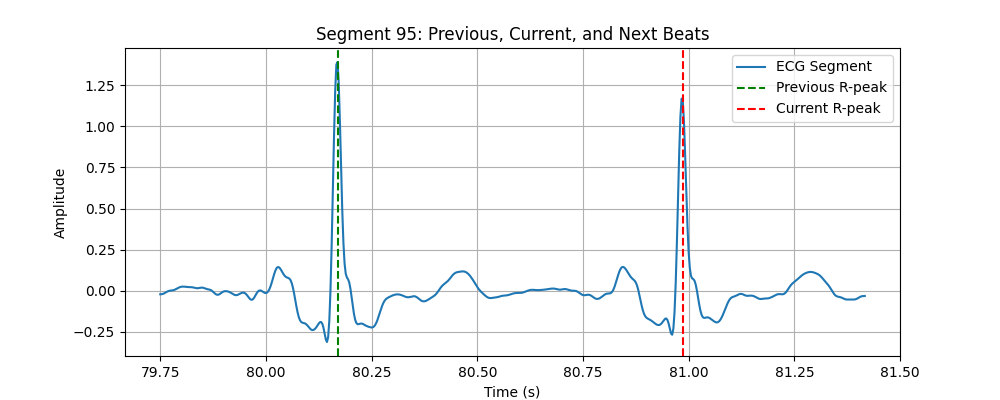 Segment 95: Previous, Current, and Next Beats
ECG Segment
Previous R-peak
Current R-peak
Amplitude
1.25
1.00
0.75
0.50
0.25
0.00
−0.25
79.75 80.00 80.25 80.50 80.75 81.00 81.25 81.50
Time (s)